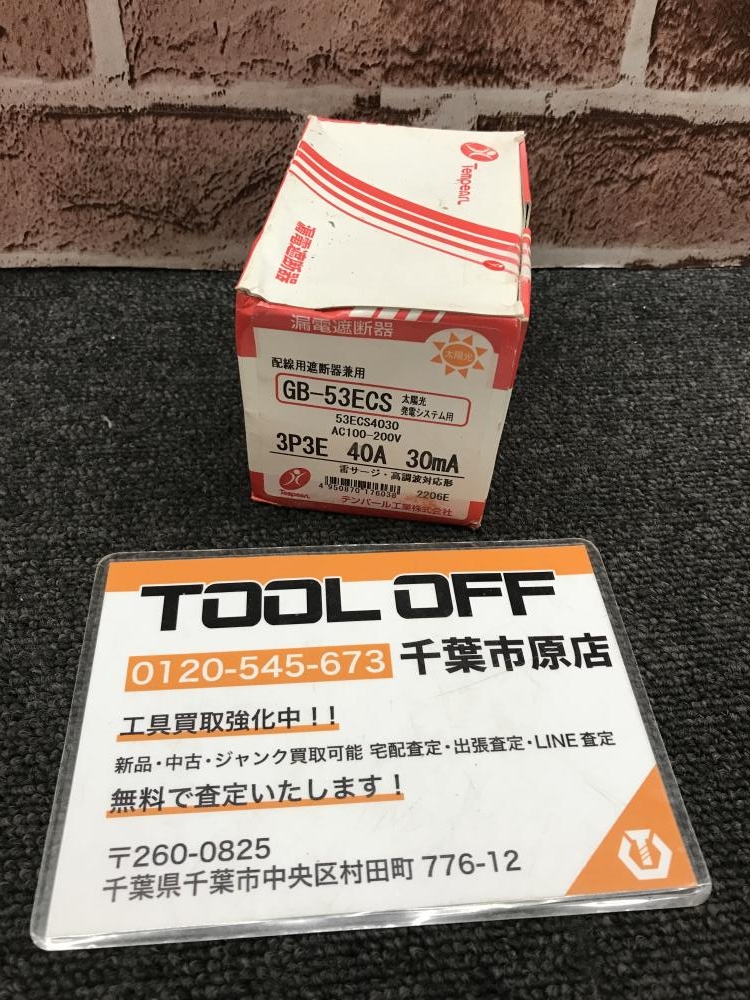 Tempearl
漏電遮断器
漏電遮断器
太陽光
配線用遮断器兼用
GB-53ECS 太陽光
発電システム用
53ECS4030
AC100-200V
3P3E 40A 30mA
雷サージ・高調波対応形
4 950870 176038
2206E
Tempearl
テンパール工業株式会社
TOOL OFF
0120-545-673 千葉市原店
工具買取強化中!!
新品・中古・ジャンク買取可能 宅配査定・出張査定・LINE査定
無料で査定いたします!
〒260-0825
千葉県千葉市中央区村田町 776-12